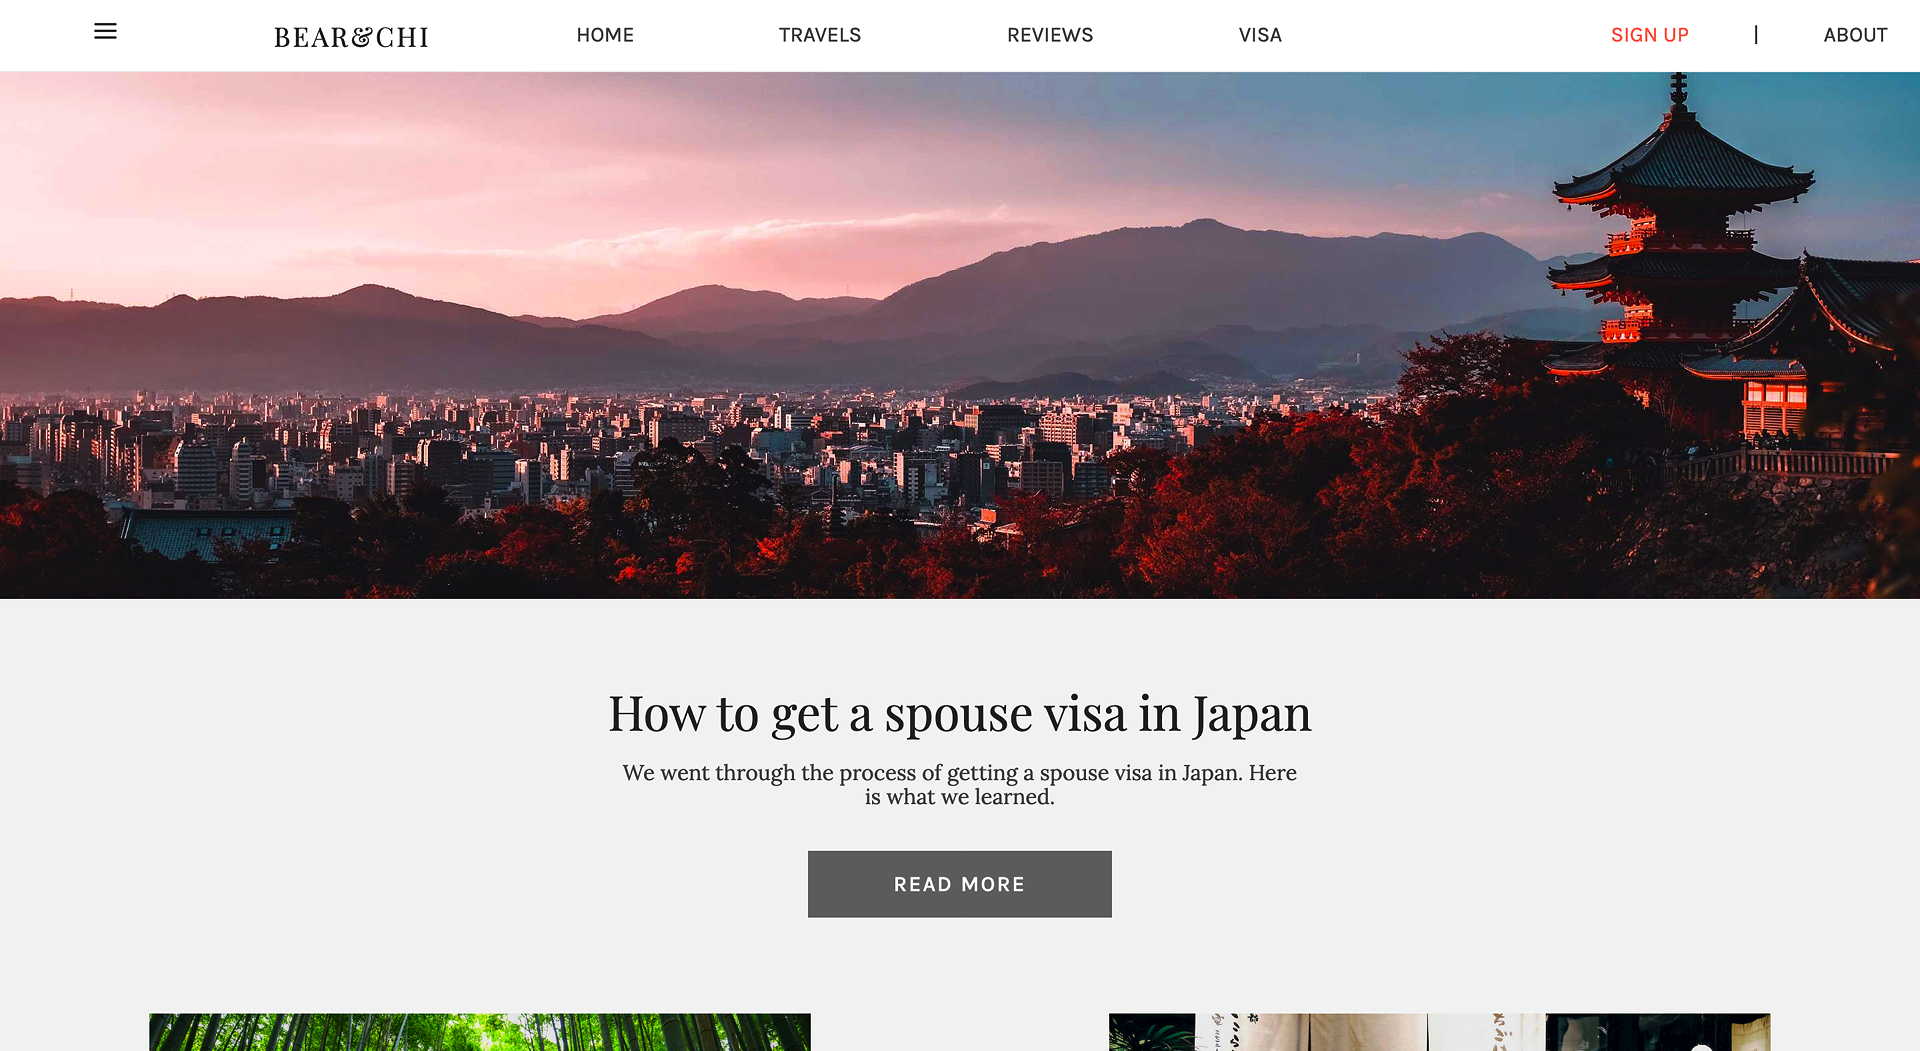 BEAR&CHI
HOME
TRAVELS
REVIEWS
VISA
SIGN UP
|
ABOUT
How to get a spouse visa in Japan
We went through the process of getting a spouse visa in Japan. Here
is what we learned.
READ MORE